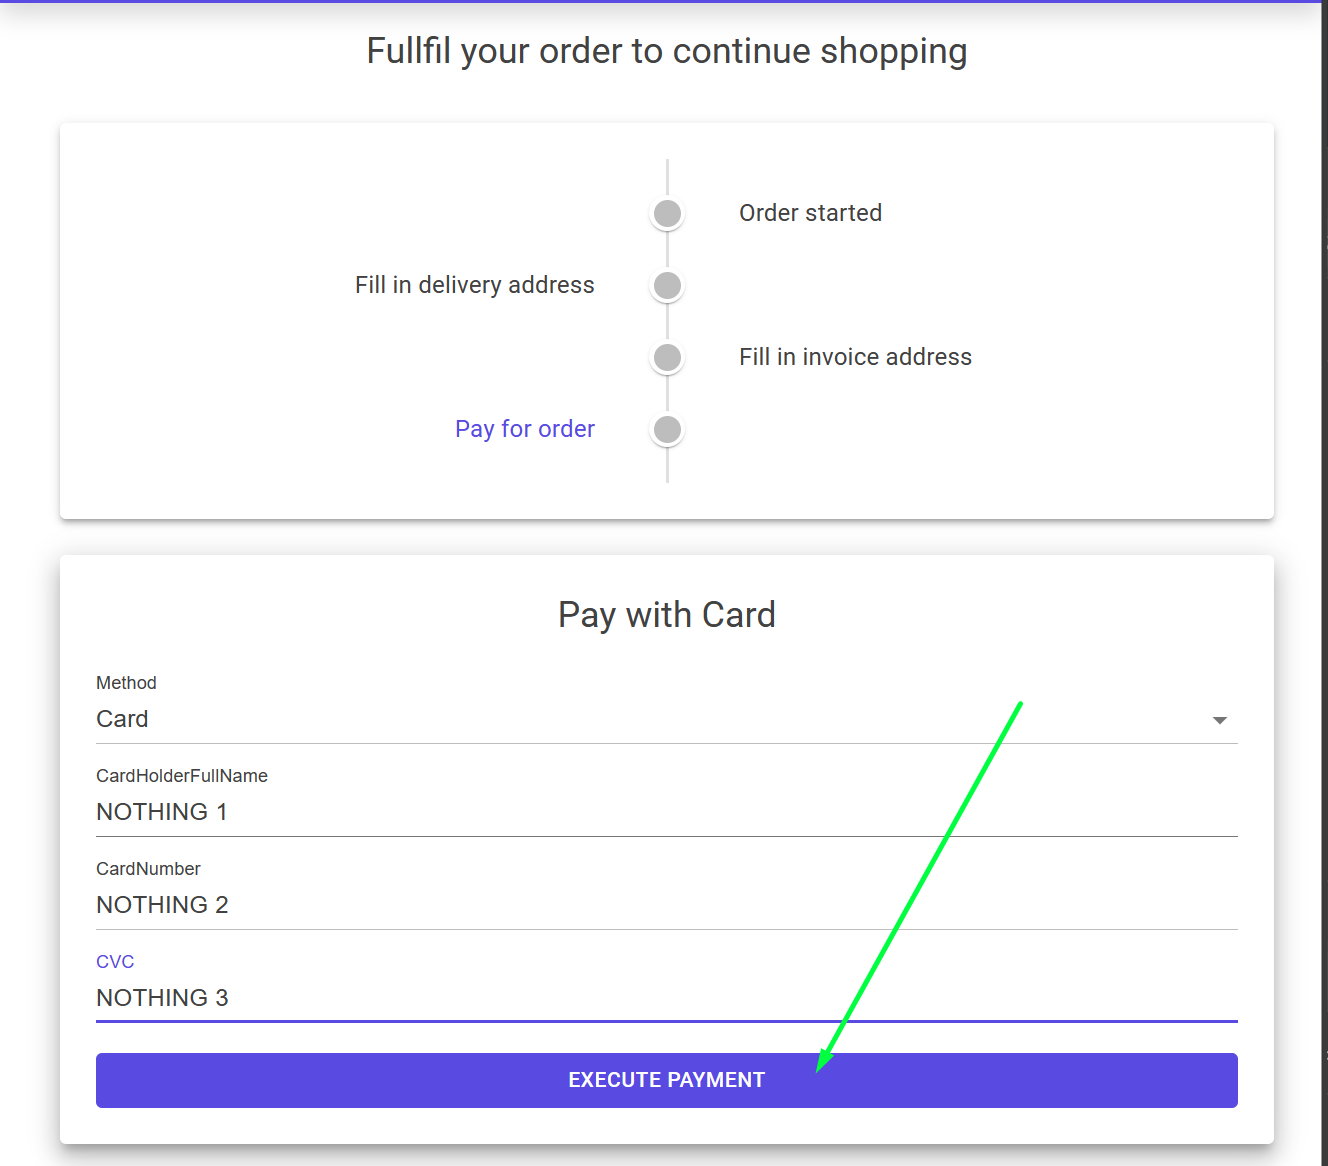 Fullfil your order to continue shopping
Order started
Fill in delivery address
Fill in invoice address
Pay for order
Pay with Card
Method
Card
CardHolderFullName
NOTHING 1
CardNumber
NOTHING 2
CVC
NOTHING 3
EXECUTE PAYMENT